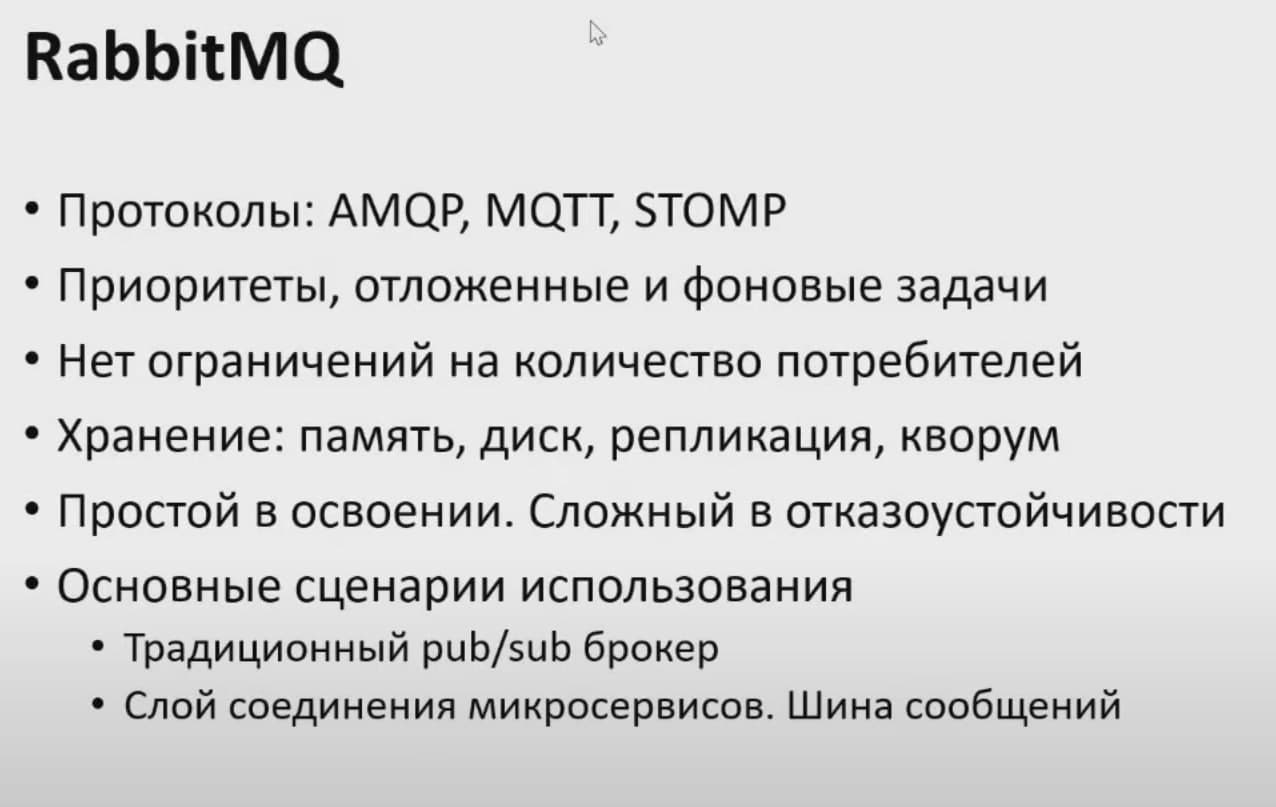 RabbitMQ
• Протоколы: AMQP, MQTT, STOMP
• Приоритеты, отложенные и фоновые задачи
• Нет ограничений на количество потребителей
• Хранение: память, диск, репликация, кворум
• Простой в освоении. Сложный в отказоустойчивости
• Основные сценарии использования
• Традиционный pub/sub брокер
• Слой соединения микросервисов. Шина сообщений